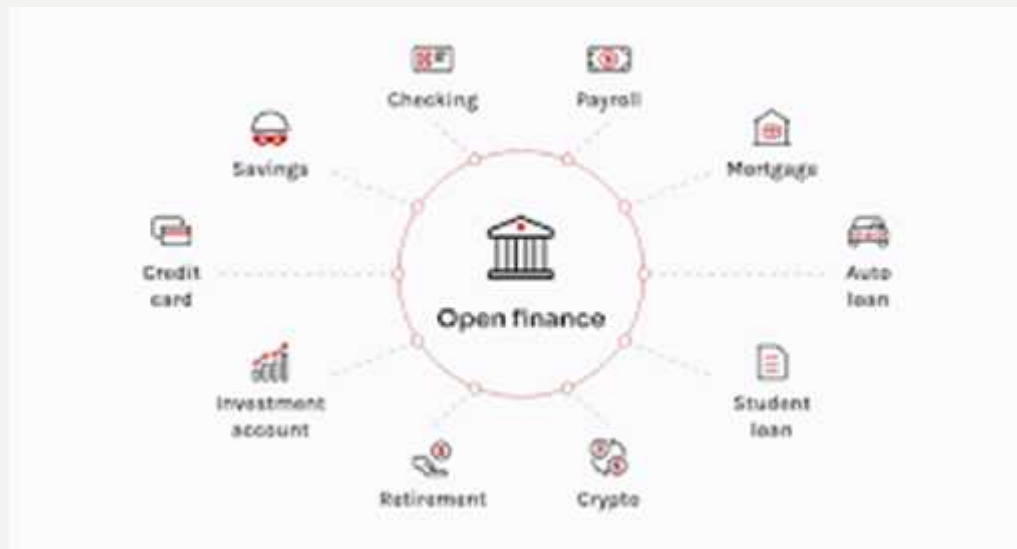 Checking
Payroll
Savings
Mortgage
Credit
card
Auto
loan
Open finance
Investment
account
Student
loan
Retirement
Crypto